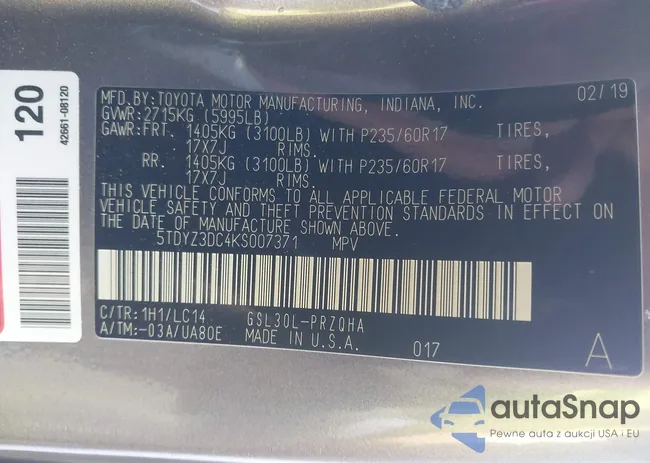 120
42661-08120
MFD.BY:TOYOTA MOTOR MANUFACTURING, INDIANA, INC. 02/19
GVWR:2715KG (5995LB)
GAWR:FRT. 1405KG (3100LB) WITH P235/60R17 TIRES,
17X7J RIMS.
RR. 1405KG (3100LB) WITH P235/60R17 TIRES,
17X7J RIMS.
THIS VEHICLE CONFORMS TO ALL APPLICABLE FEDERAL MOTOR
VEHICLE SAFETY AND THEFT PREVENTION STANDARDS IN EFFECT ON
THE DATE OF MANUFACTURE SHOWN ABOVE.
5TDYZ3DC4KS007371 MPV
C/TR:1H1/LC14 GSL30L-PRZQHA
A/TM:-03A/UA80E MADE IN U.S.A. 017 A
autaSnap
Pewne auta z aukcji USA i EU